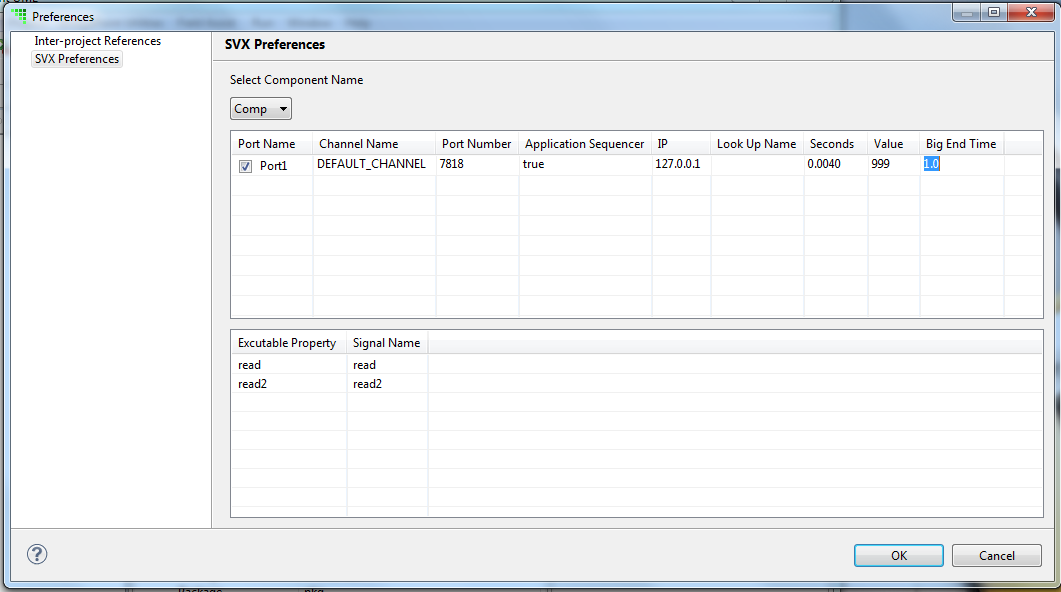 Preferences
Inter-project References
SVX Preferences
SVX Preferences
Select Component Name
Comp
Port Name Channel Name Port Number Application Sequencer IP Look Up Name Seconds Value Big End Time
Port1 DEFAULT_CHANNEL 7818 true 127.0.0.1 0.0040 999 1.0
Excutable Property Signal Name
read read
read2 read2
?
OK Cancel